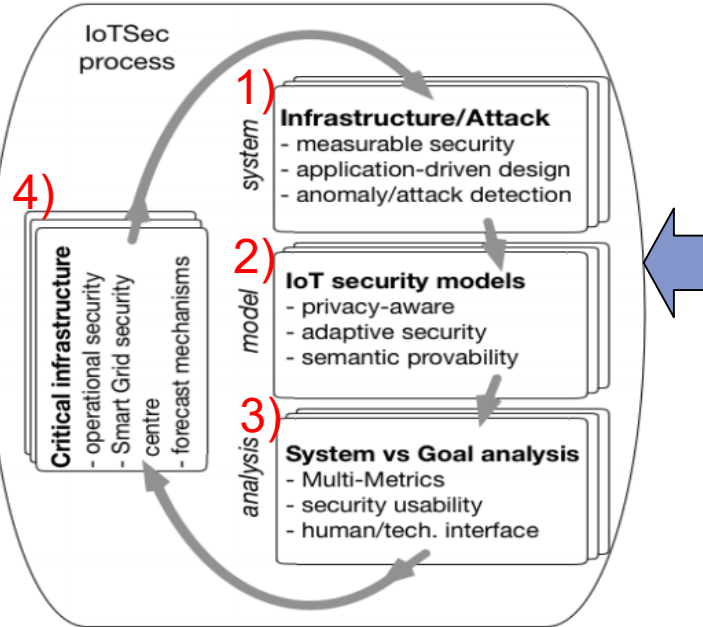 IoTSec
process
1)
system
Infrastructure/Attack
- measurable security
- application-driven design
- anomaly/attack detection
2)
model
IoT security models
- privacy-aware
- adaptive security
- semantic provability
3)
analysis
System vs Goal analysis
- Multi-Metrics
- security usability
- human/tech. interface
4)
Critical infrastructure
- operational security
- Smart Grid security
centre
- forecast mechanisms